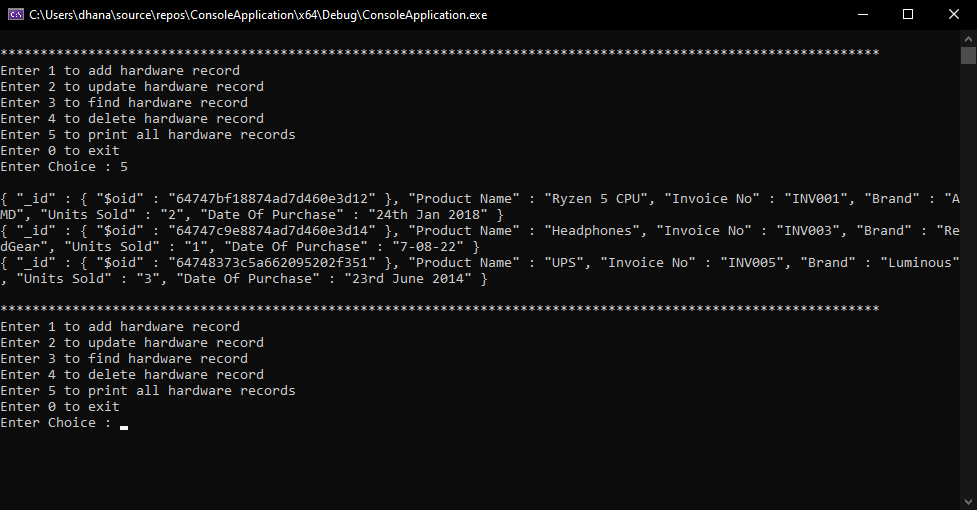 C:\Users\dhana\source\repos\ConsoleApplication\x64\Debug\ConsoleApplication.exe
**************************************************************************************************************
Enter 1 to add hardware record
Enter 2 to update hardware record
Enter 3 to find hardware record
Enter 4 to delete hardware record
Enter 5 to print all hardware records
Enter 0 to exit
Enter Choice : 5
{ "_id" : { "$oid" : "64747bf18874ad7d460e3d12" }, "Product Name" : "Ryzen 5 CPU", "Invoice No" : "INV001", "Brand" : "A
MD", "Units Sold" : "2", "Date Of Purchase" : "24th Jan 2018" }
{ "_id" : { "$oid" : "64747c9e8874ad7d460e3d14" }, "Product Name" : "Headphones", "Invoice No" : "INV003", "Brand" : "Re
dGear", "Units Sold" : "1", "Date Of Purchase" : "7-08-22" }
{ "_id" : { "$oid" : "64748373c5a662095202f351" }, "Product Name" : "UPS", "Invoice No" : "INV005", "Brand" : "Luminous"
, "Units Sold" : "3", "Date Of Purchase" : "23rd June 2014" }
**************************************************************************************************************
Enter 1 to add hardware record
Enter 2 to update hardware record
Enter 3 to find hardware record
Enter 4 to delete hardware record
Enter 5 to print all hardware records
Enter 0 to exit
Enter Choice :